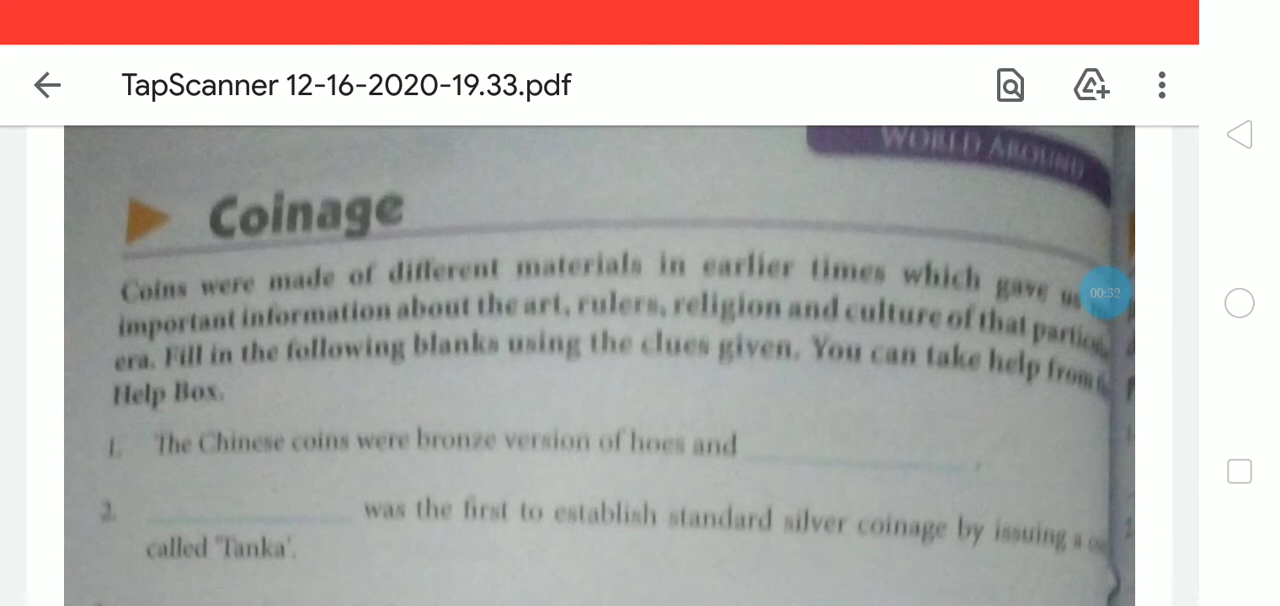 TapScanner 12-16-2020-19.33.pdf
WORLD AROUND
Coinage
Coins were made of different materials in earlier times which gave us
00:32
important information about the art, rulers, religion and culture of that
era. Fill in the following blanks using the clues given. You can take help from
Help Box.
1. The Chinese coins were bronze version of hoes and ____________.
2. ____________ was the first to establish standard silver coinage by issuing a
called 'Tanka'.